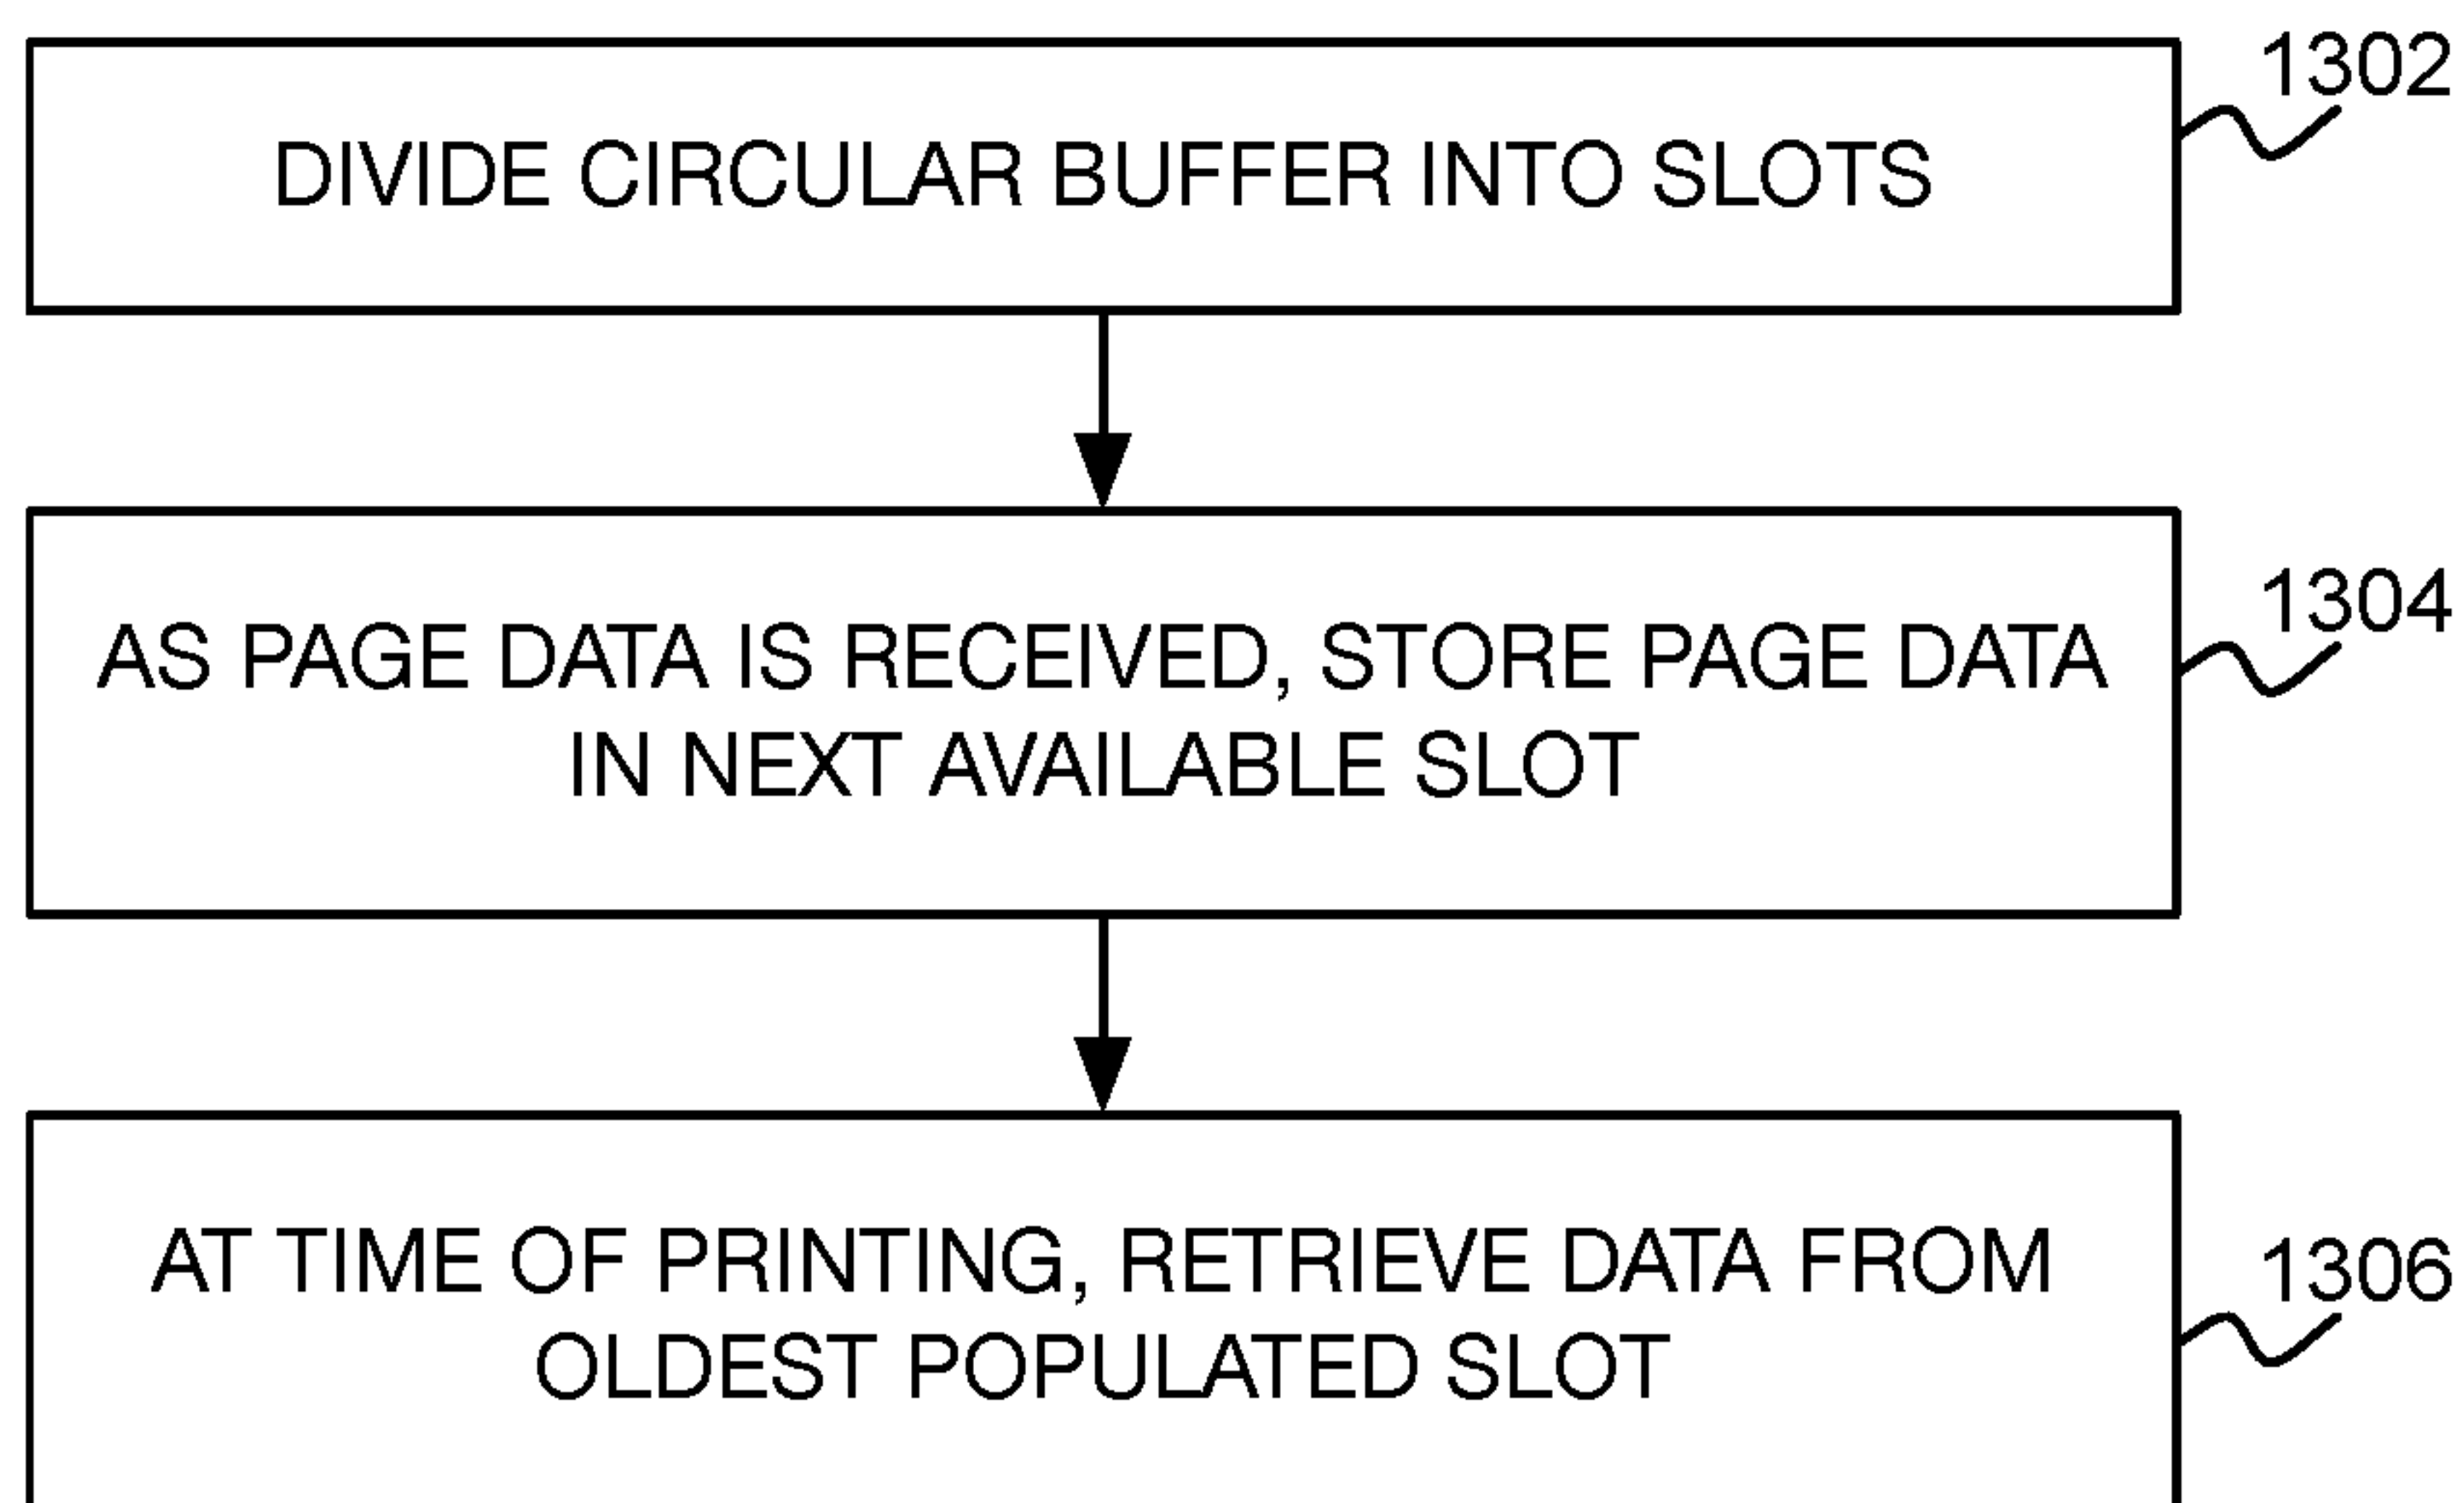 1302
DIVIDE CIRCULAR BUFFER INTO SLOTS
1304
AS PAGE DATA IS RECEIVED, STORE PAGE DATA
IN NEXT AVAILABLE SLOT
1306
AT TIME OF PRINTING, RETRIEVE DATA FROM
OLDEST POPULATED SLOT